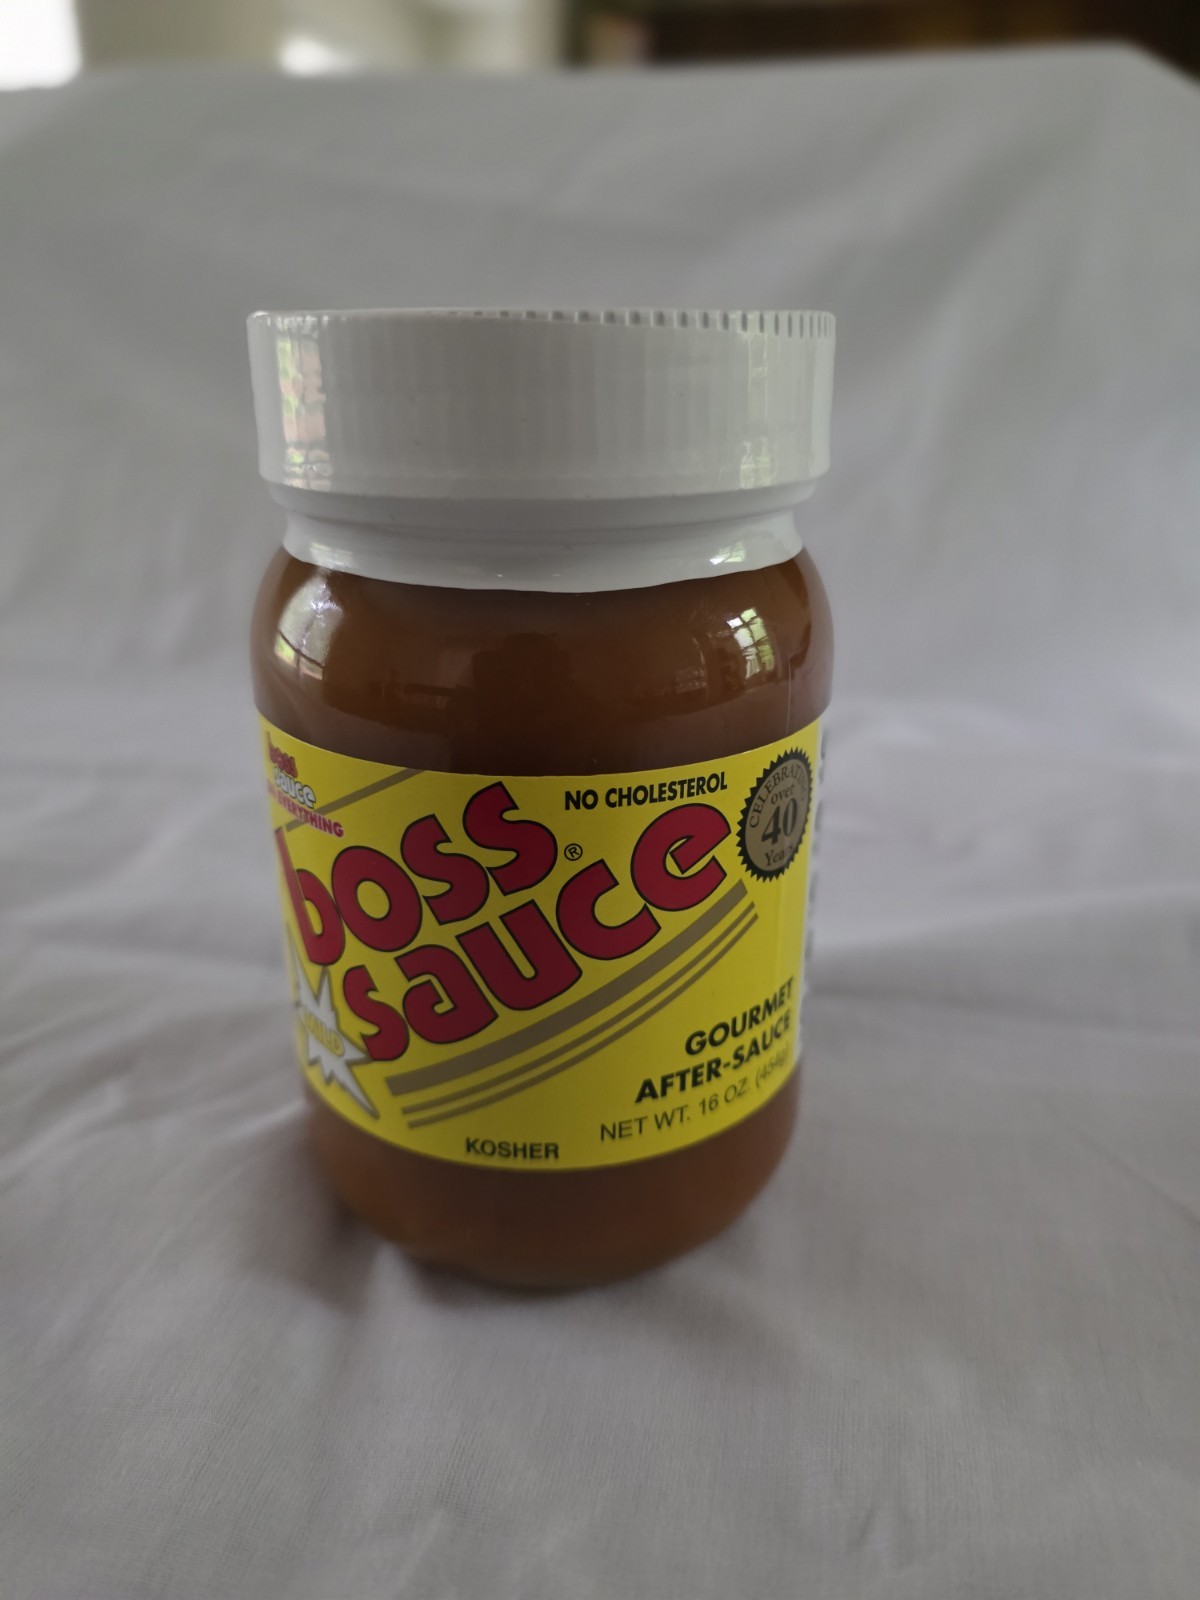 boss
sauce
EVERYTHING
NO CHOLESTEROL
boss®
sauce
CELEBRATING
over
40
Years
MILD
GOURMET
AFTER-SAUCE
NET WT. 16 OZ. (454g)
KOSHER